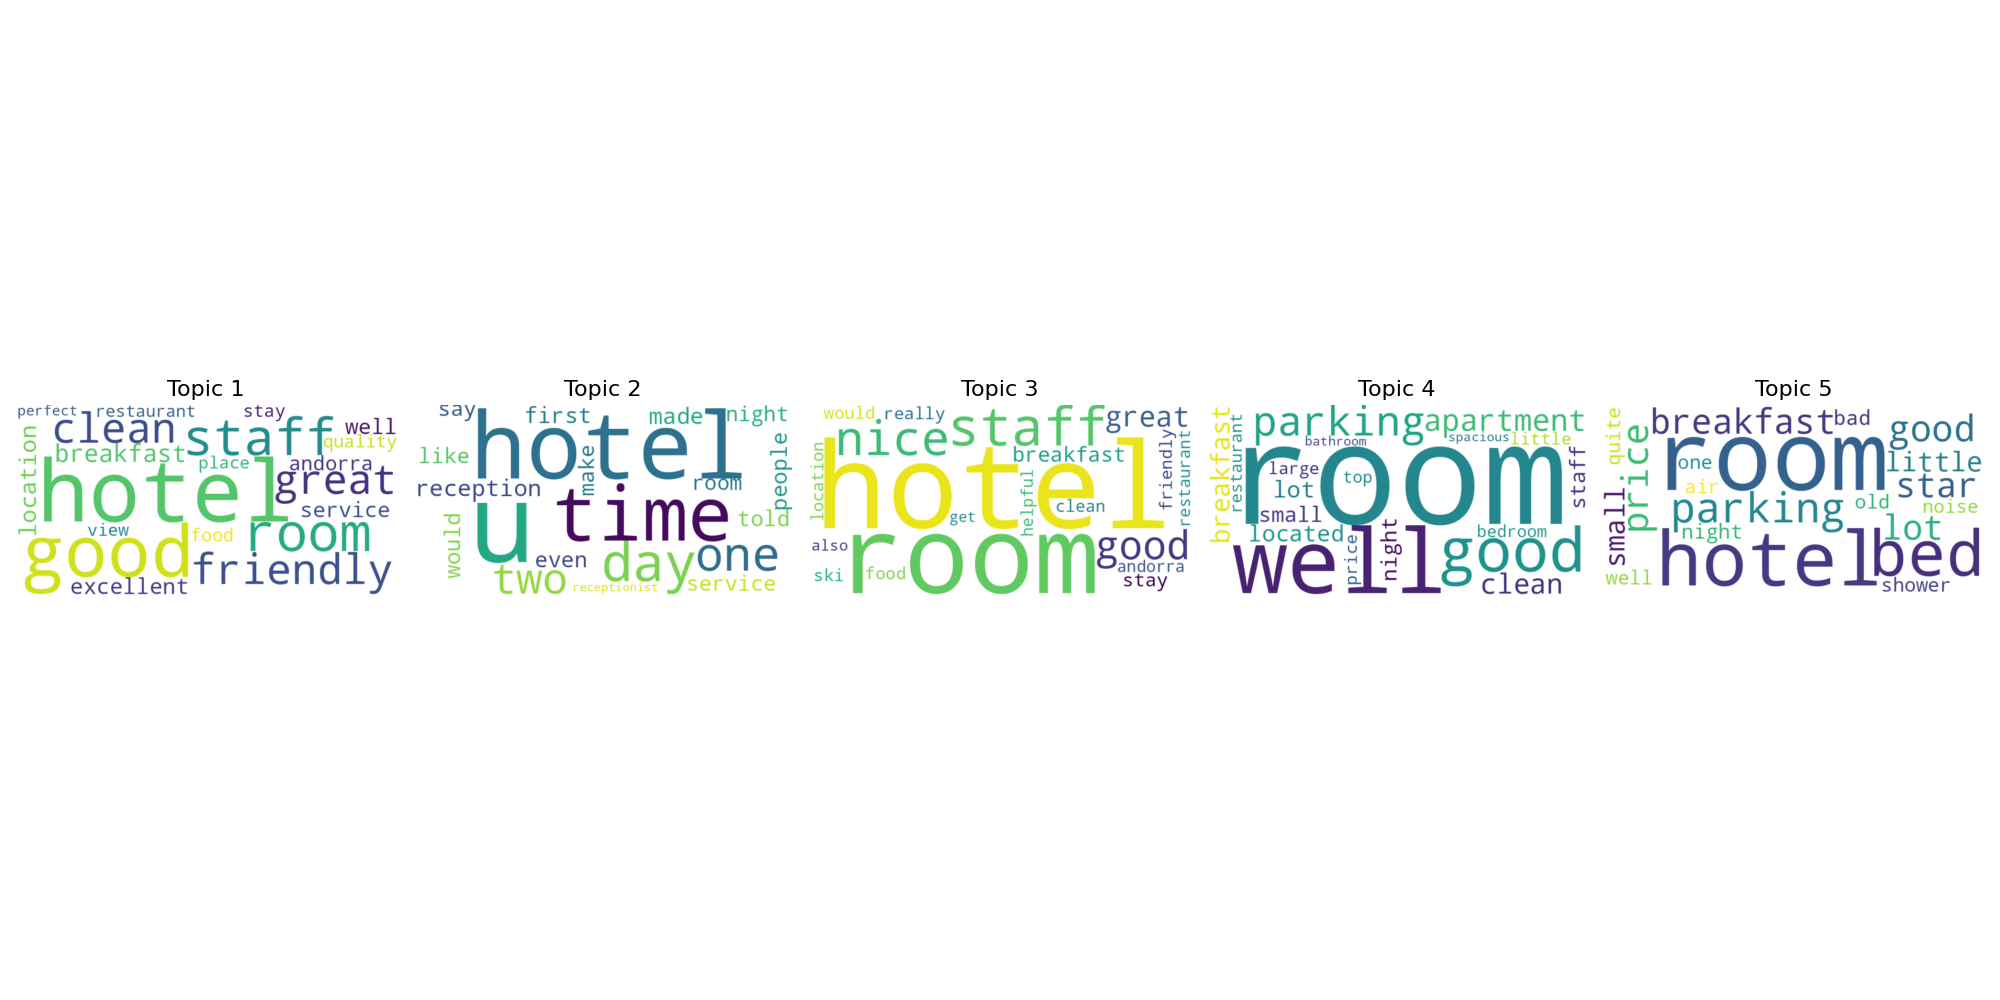 Topic 1
perfect
restaurant
stay
clean
staff
well
quality
location
breakfast
place
andorra
hotel
great
service
view
food
good
room
excellent
friendly
Topic 2
say
first
made
night
hotel
like
make
room
people
reception
u
time
told
would
even
day
one
two
receptionist
service
Topic 3
would
really
staff
great
nice
breakfast
friendly
location
hotel
helpful
clean
restaurant
get
also
room
good
andorra
ski
food
stay
Topic 4
breakfast
restaurant
parking
apartment
bathroom
spacious
little
room
large
top
lot
staff
small
located
well
price
night
bedroom
good
clean
Topic 5
quite
breakfast
bad
good
price
one
room
little
air
star
small
parking
old
noise
night
lot
well
hotel
bed
shower